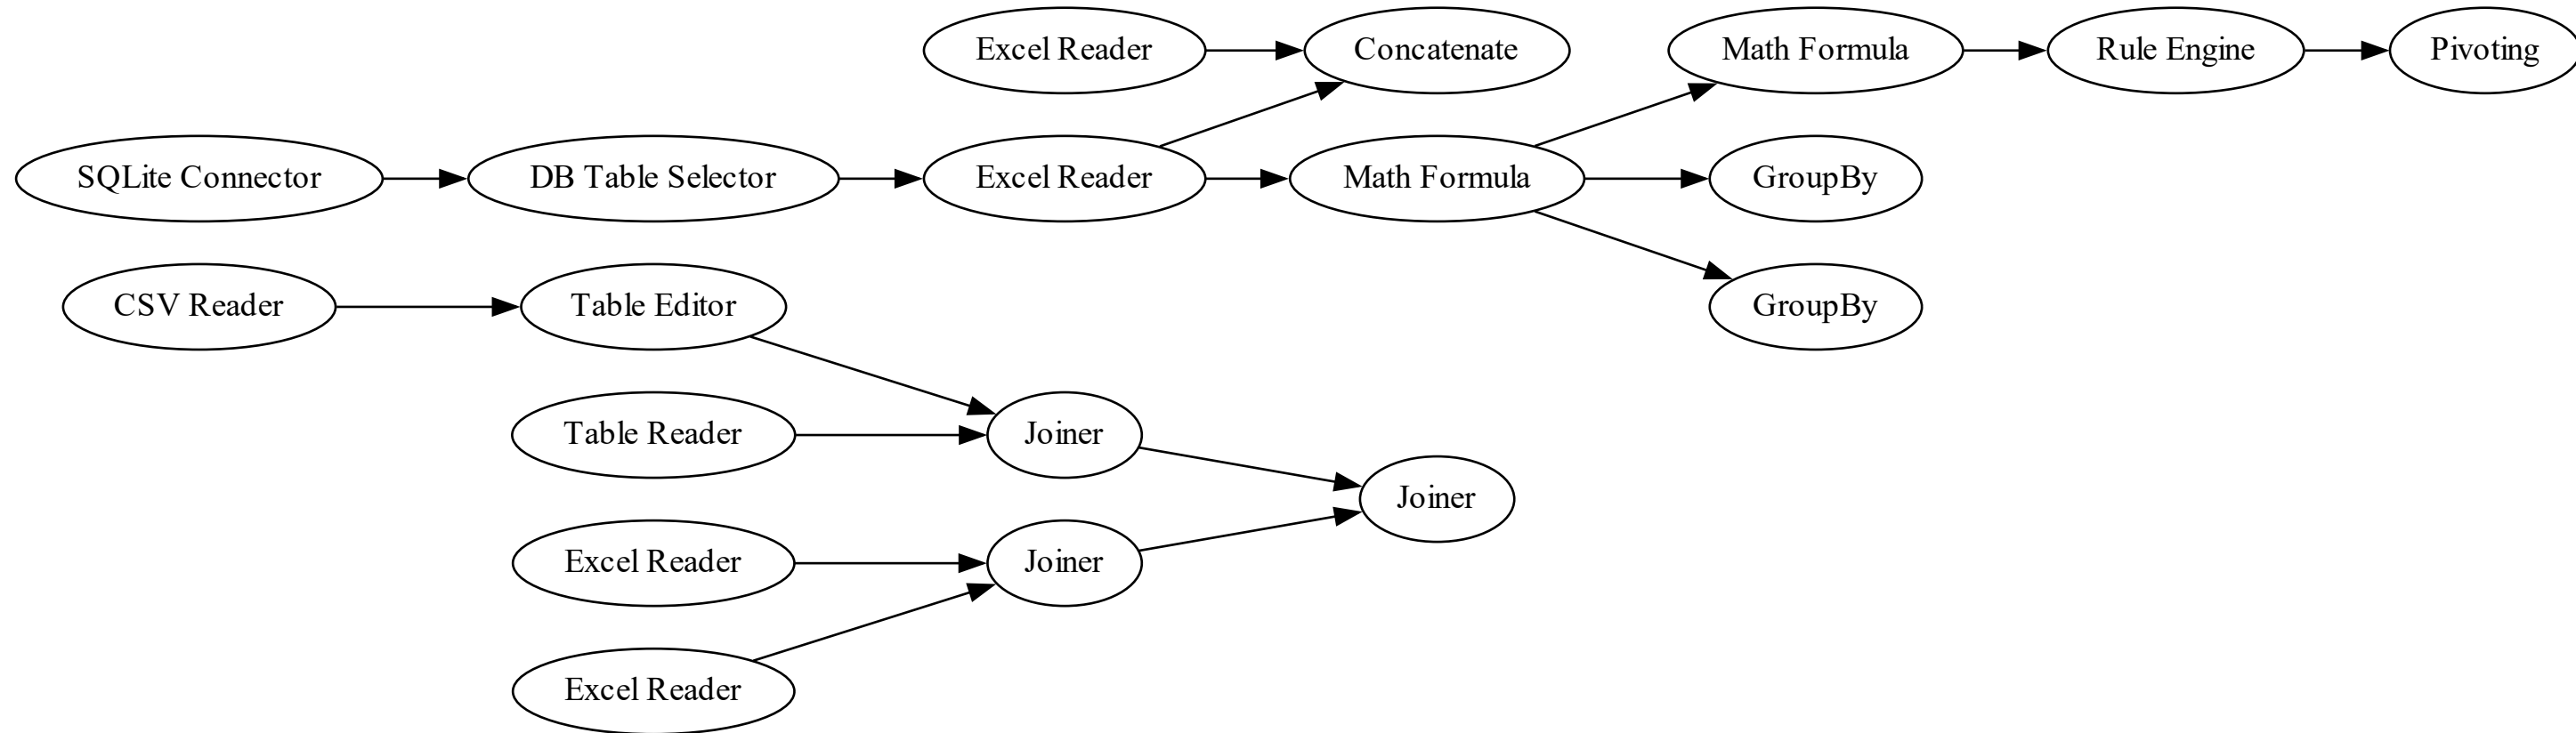 Excel Reader
Concatenate
Math Formula
Rule Engine
Pivoting
SQLite Connector
DB Table Selector
Excel Reader
Math Formula
GroupBy
CSV Reader
Table Editor
GroupBy
Table Reader
Joiner
Joiner
Excel Reader
Joiner
Excel Reader